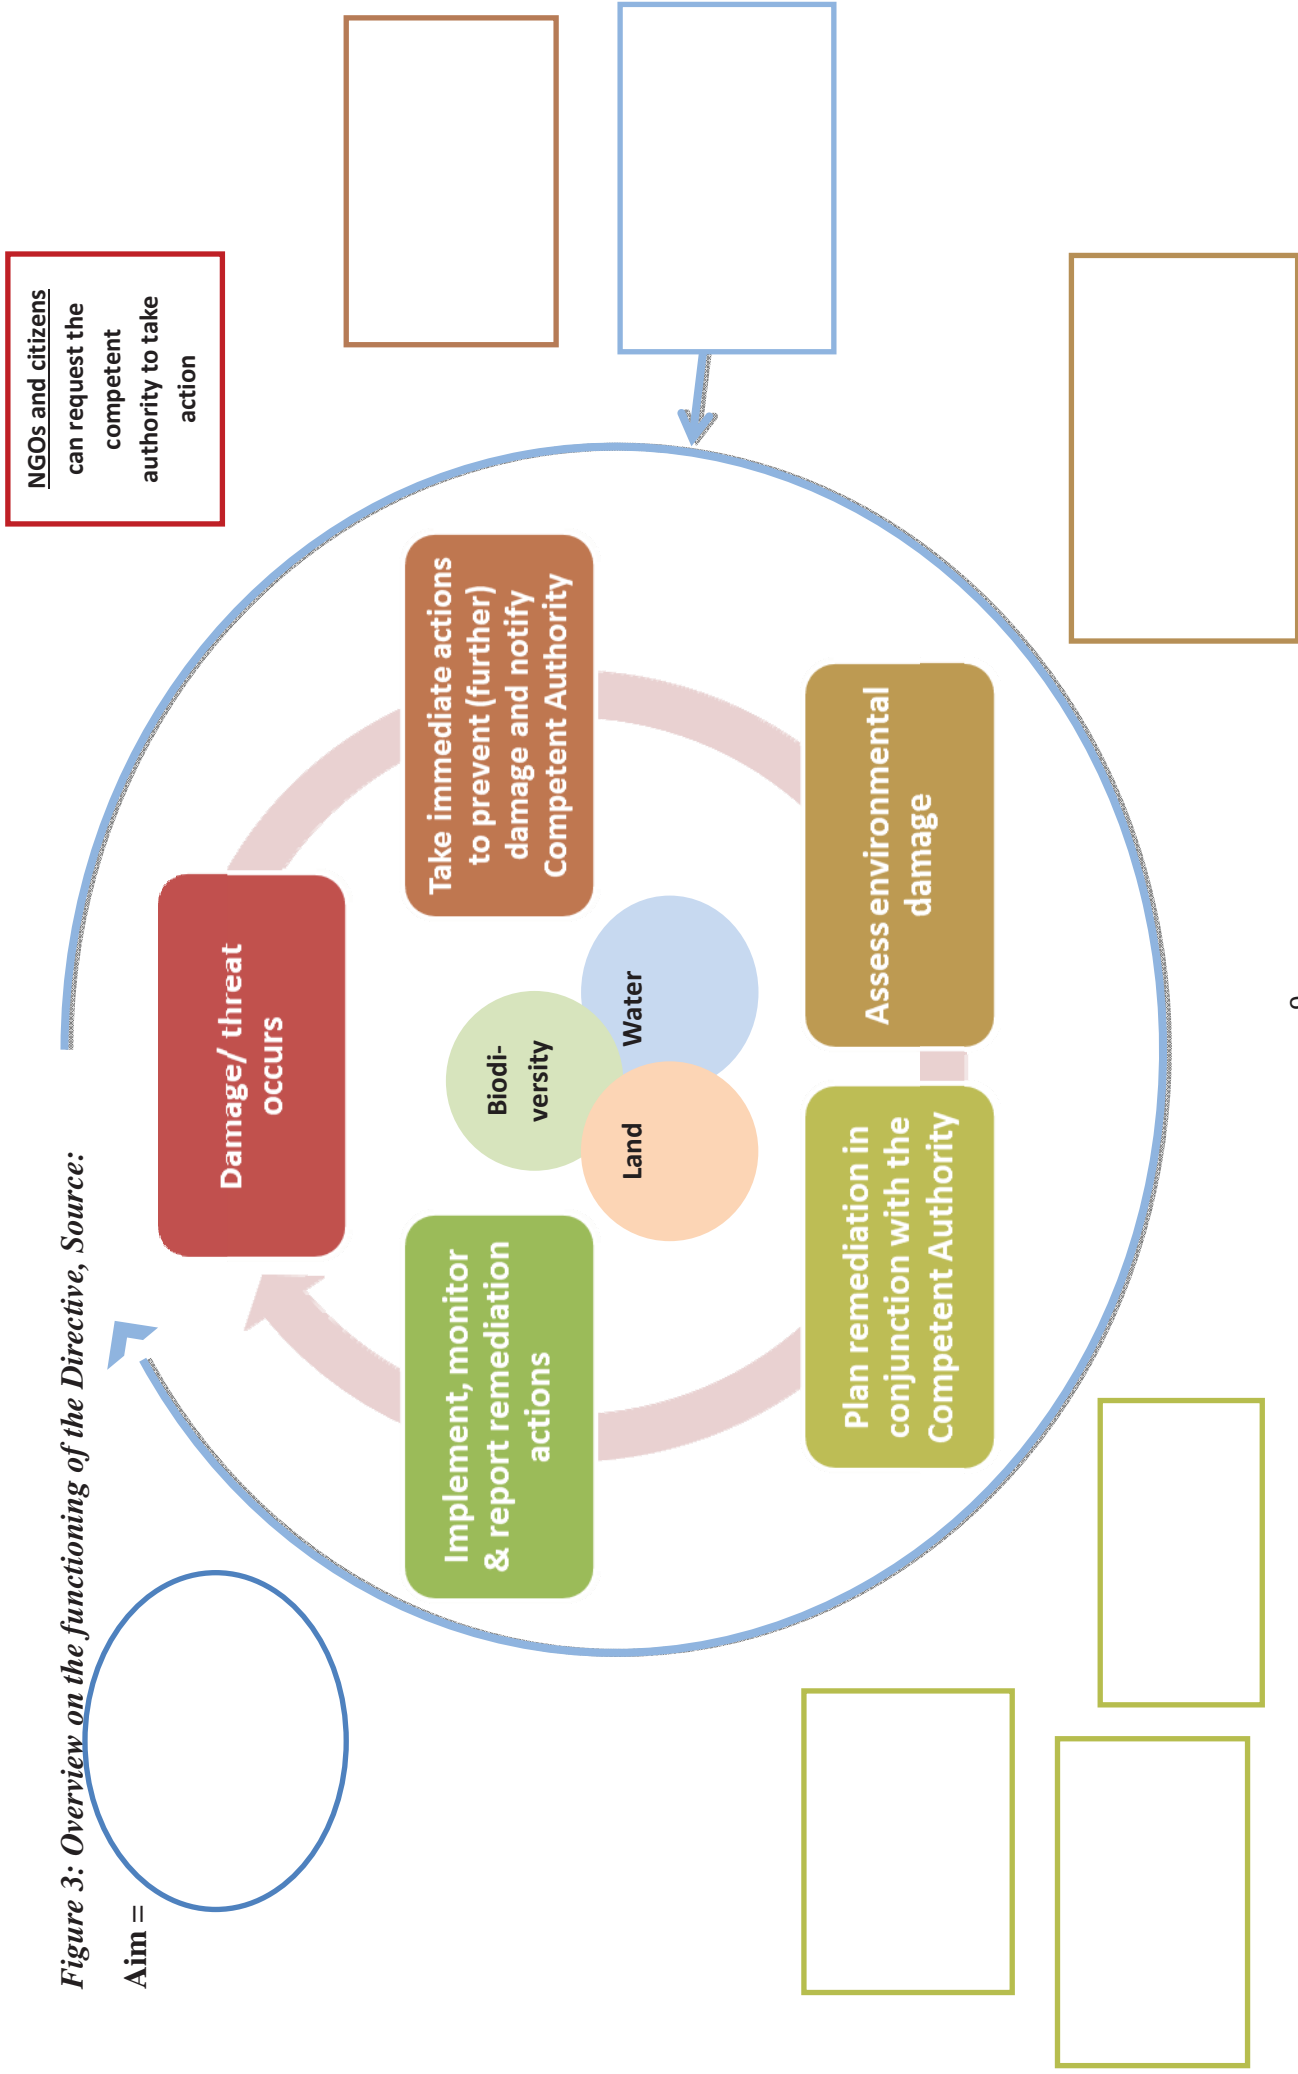 Figure 3: Overview on the functioning of the Directive, Source:
Aim =
NGOs and citizens
can request the
competent
authority to take
action
Damage/ threat
occurs
Take immediate actions
to prevent (further)
damage and notify
Competent Authority
Assess environmental
damage
Plan remediation in
conjunction with the
Competent Authority
Implement, monitor
& report remediation
actions
Biodi-
versity
Water
Land